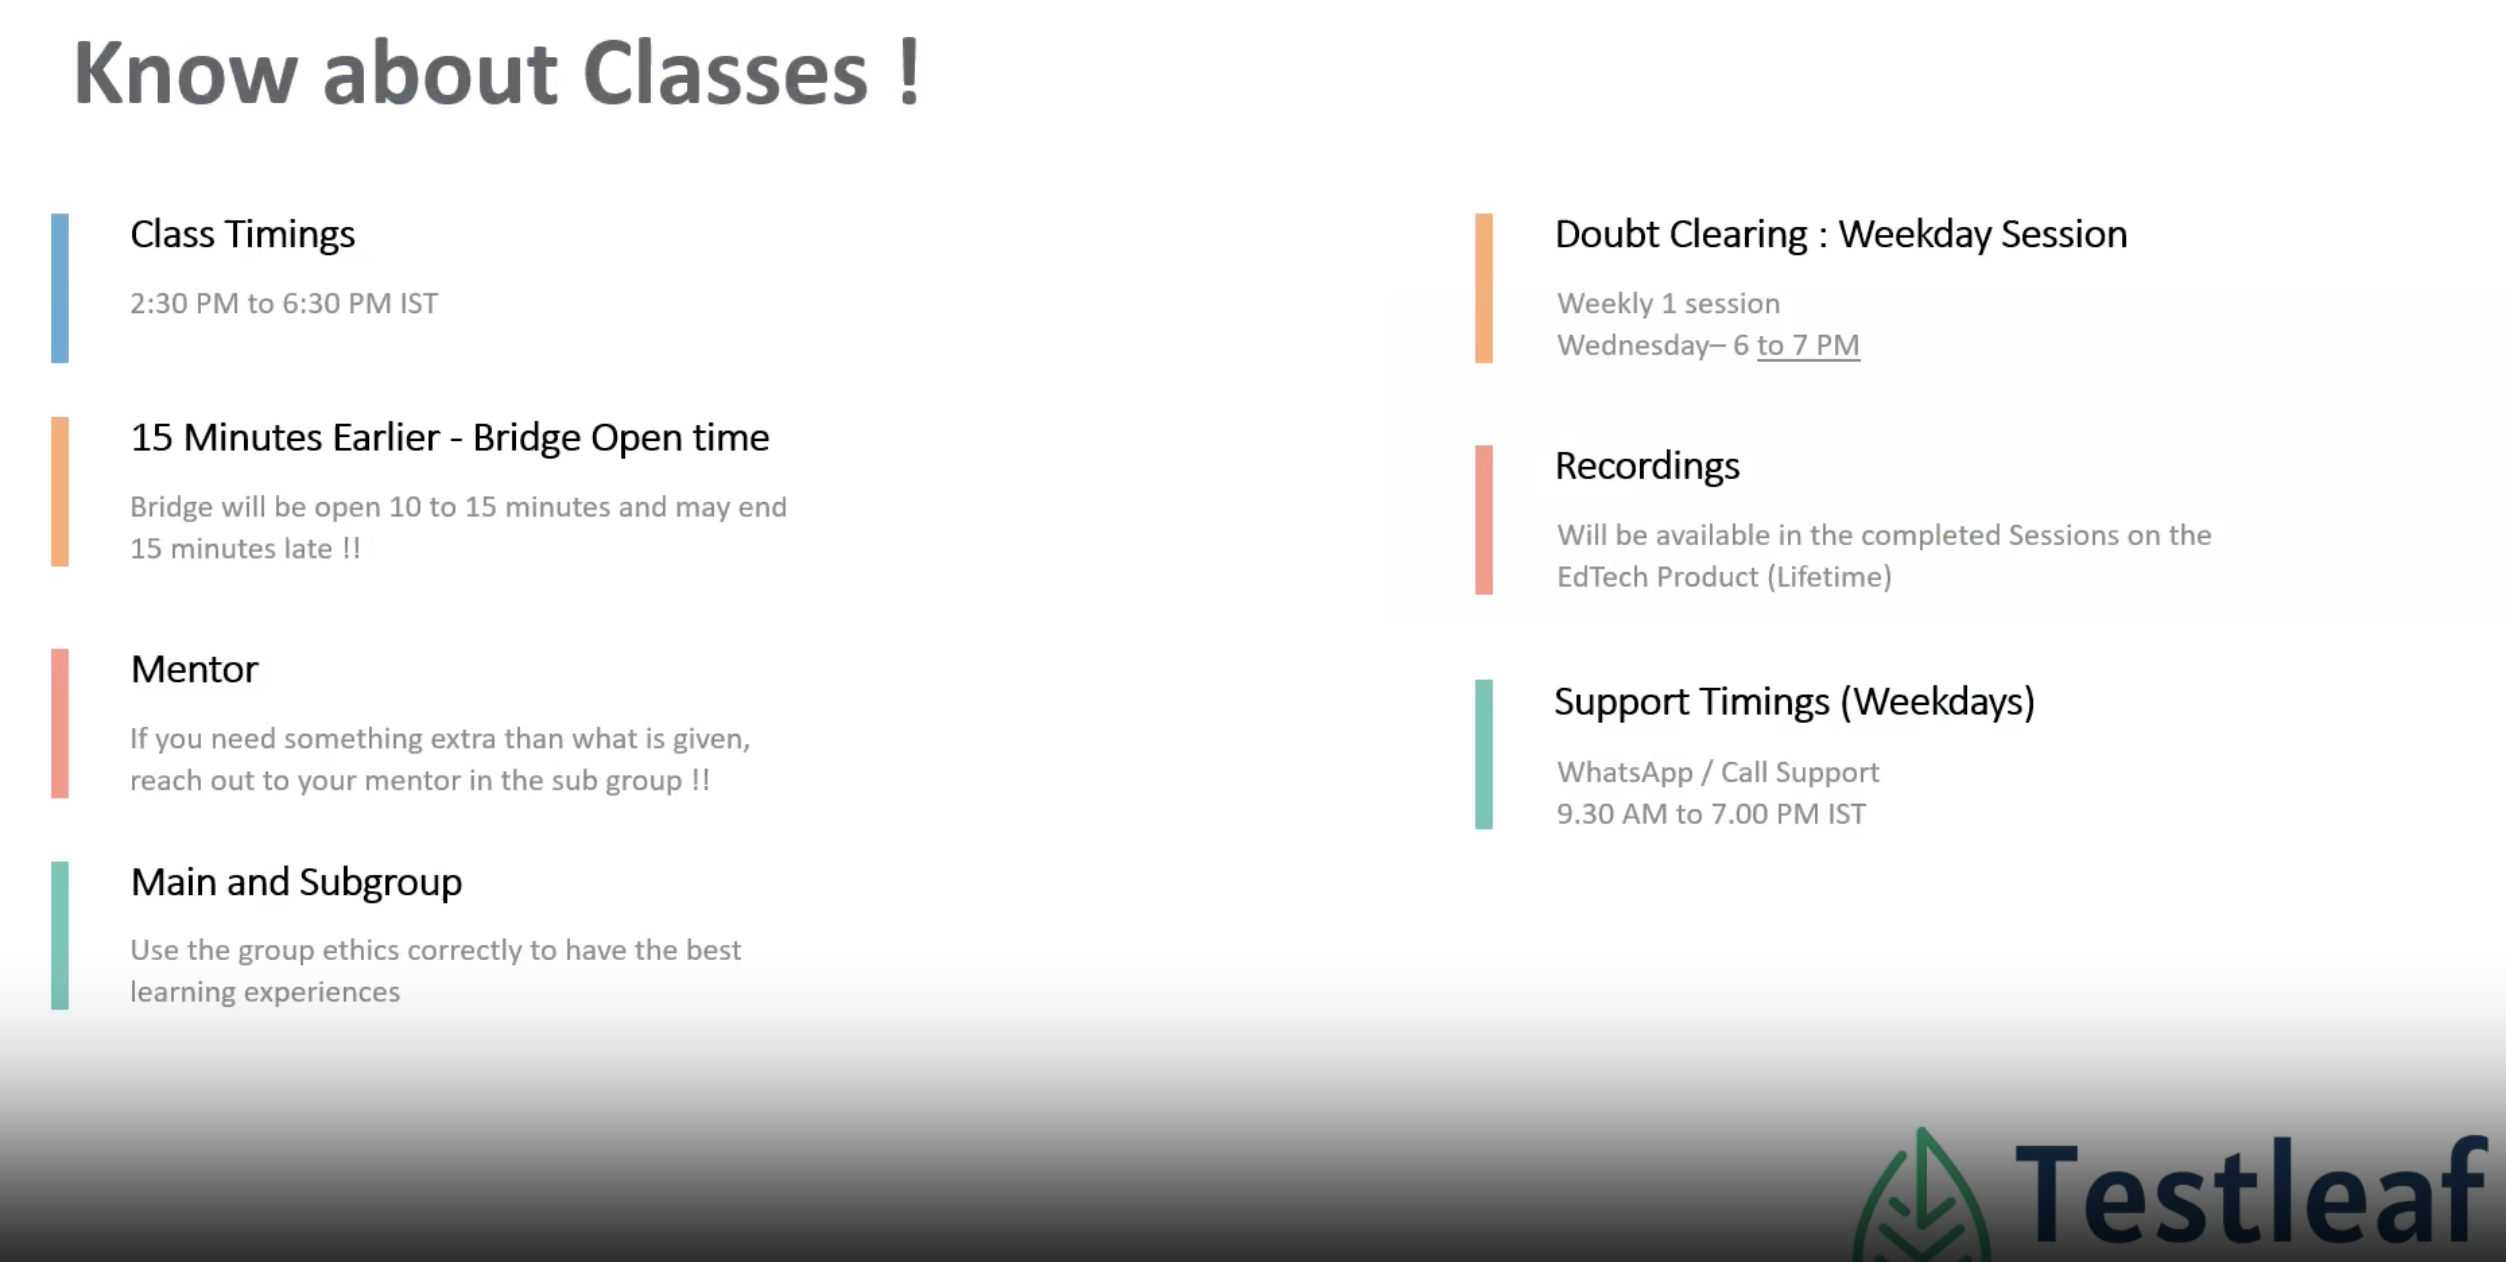 Know about Classes !
Class Timings
2:30 PM to 6:30 PM IST
15 Minutes Earlier - Bridge Open time
Bridge will be open 10 to 15 minutes and may end
15 minutes late !!
Mentor
If you need something extra than what is given,
reach out to your mentor in the sub group !!
Main and Subgroup
Use the group ethics correctly to have the best
learning experiences
Doubt Clearing : Weekday Session
Weekly 1 session
Wednesday– 6 to 7 PM
Recordings
Will be available in the completed Sessions on the
EdTech Product (Lifetime)
Support Timings (Weekdays)
WhatsApp / Call Support
9.30 AM to 7.00 PM IST
Testleaf